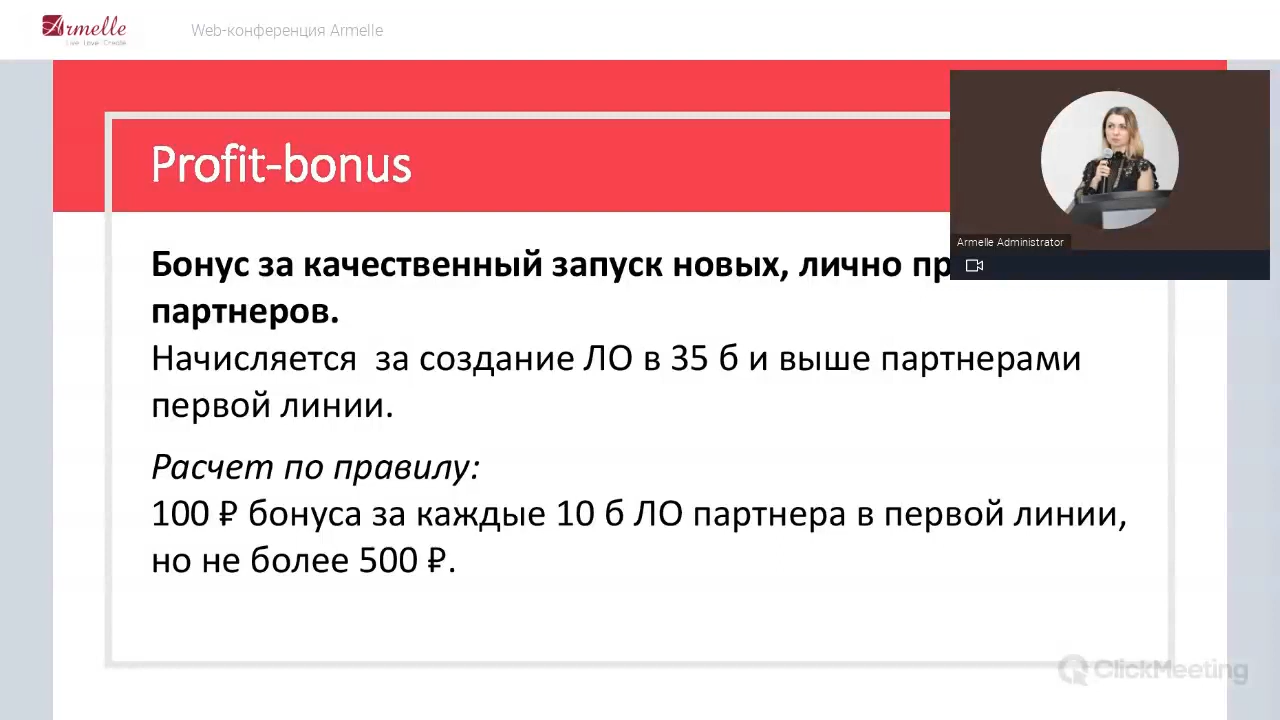 Armelle
Live Love Create
Web-конференция Armelle
Profit-bonus
Armelle Administrator
Бонус за качественный запуск новых, лично
партнеров.
Начисляется за создание ЛО в 35 б и выше партнерами
первой линии.
Расчет по правилу:
100 ₽ бонуса за каждые 10 б ЛО партнера в первой линии,
но не более 500 ₽.
ClickMeeting